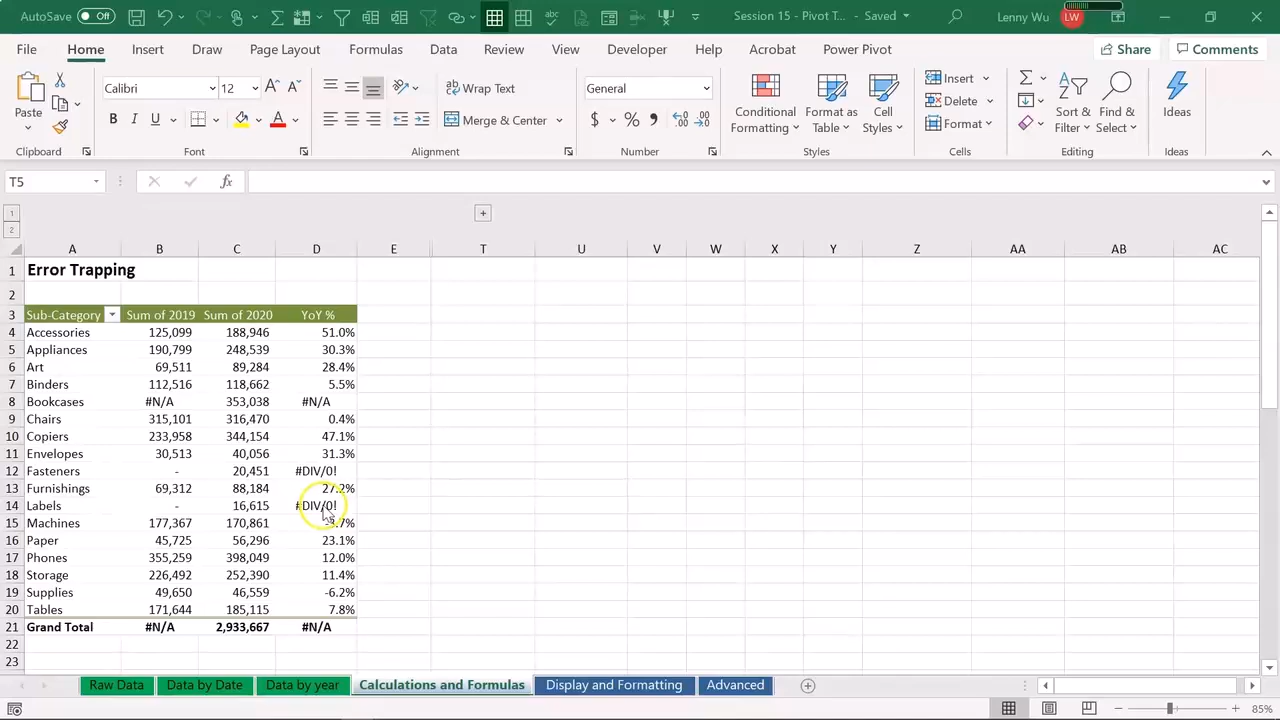 AutoSave Off Session 15 - Pivot T... - Saved Lenny Wu LW
File Home Insert Draw Page Layout Formulas Data Review View Developer Help Acrobat Power Pivot Share Comments
Paste Calibri 12 Wrap Text General Conditional Formatting Format as Table Cell Styles Insert Sort & Filter Find & Select Ideas
B I U Merge & Center $ % Delete
Format
Clipboard Font Alignment Number Styles Cells Editing Ideas
T5 fx
1
2
A B C D E T U V W X Y Z AA AB AC
1 Error Trapping
2
3 Sub-Category Sum of 2019 Sum of 2020 YoY %
4 Accessories 125,099 188,946 51.0%
5 Appliances 190,799 248,539 30.3%
6 Art 69,511 89,284 28.4%
7 Binders 112,516 118,662 5.5%
8 Bookcases #N/A 353,038 #N/A
9 Chairs 315,101 316,470 0.4%
10 Copiers 233,958 344,154 47.1%
11 Envelopes 30,513 40,056 31.3%
12 Fasteners - 20,451 #DIV/0!
13 Furnishings 69,312 88,184 27.2%
14 Labels - 16,615 #DIV/0!
15 Machines 177,367 170,861
16 Paper 45,725 56,296 23.1%
17 Phones 355,259 398,049 12.0%
18 Storage 226,492 252,390 11.4%
19 Supplies 49,650 46,559 -6.2%
20 Tables 171,644 185,115 7.8%
21 Grand Total #N/A 2,933,667 #N/A
22
23
Raw Data Data by Date Data by year Calculations and Formulas Display and Formatting Advanced
85%